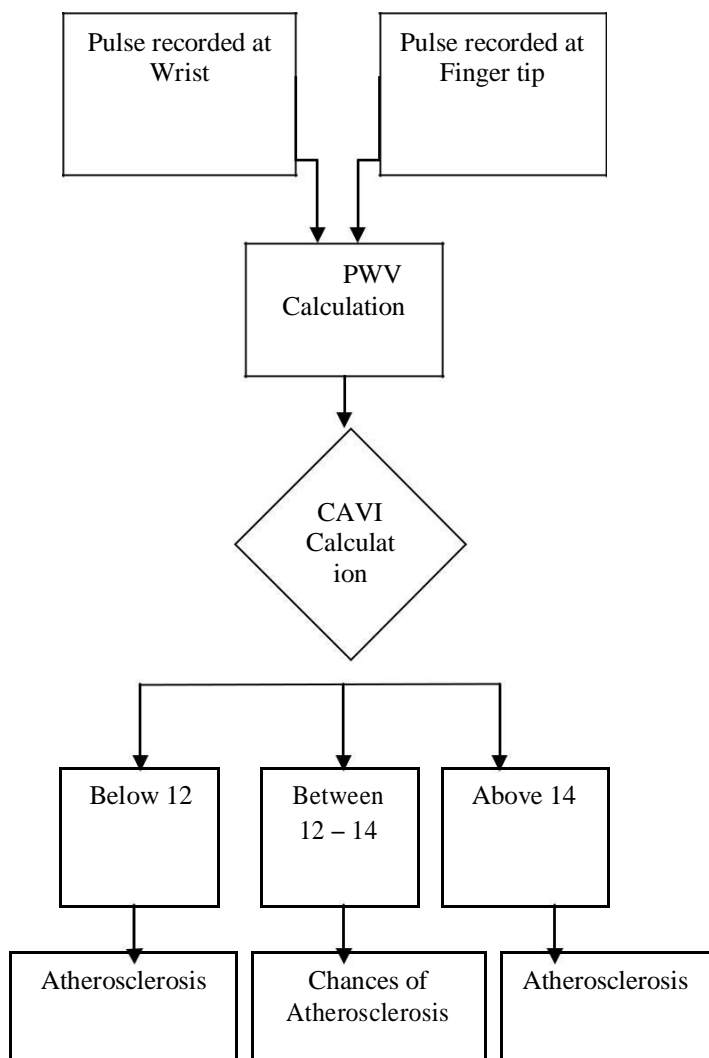 Pulse recorded at
Wrist
Pulse recorded at
Finger tip
PWV
Calculation
CAVI
Calculat
ion
Below 12
Between
12 – 14
Above 14
Atherosclerosis
Chances of
Atherosclerosis
Atherosclerosis